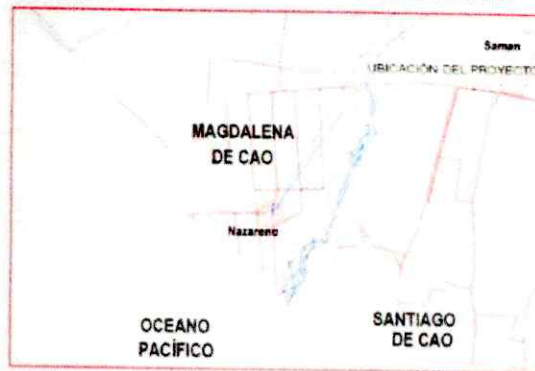 Saman
UBICACIÓN DEL PROYECTO
MAGDALENA
DE CAO
Nazareno
OCEANO
PACÍFICO
SANTIAGO
DE CAO